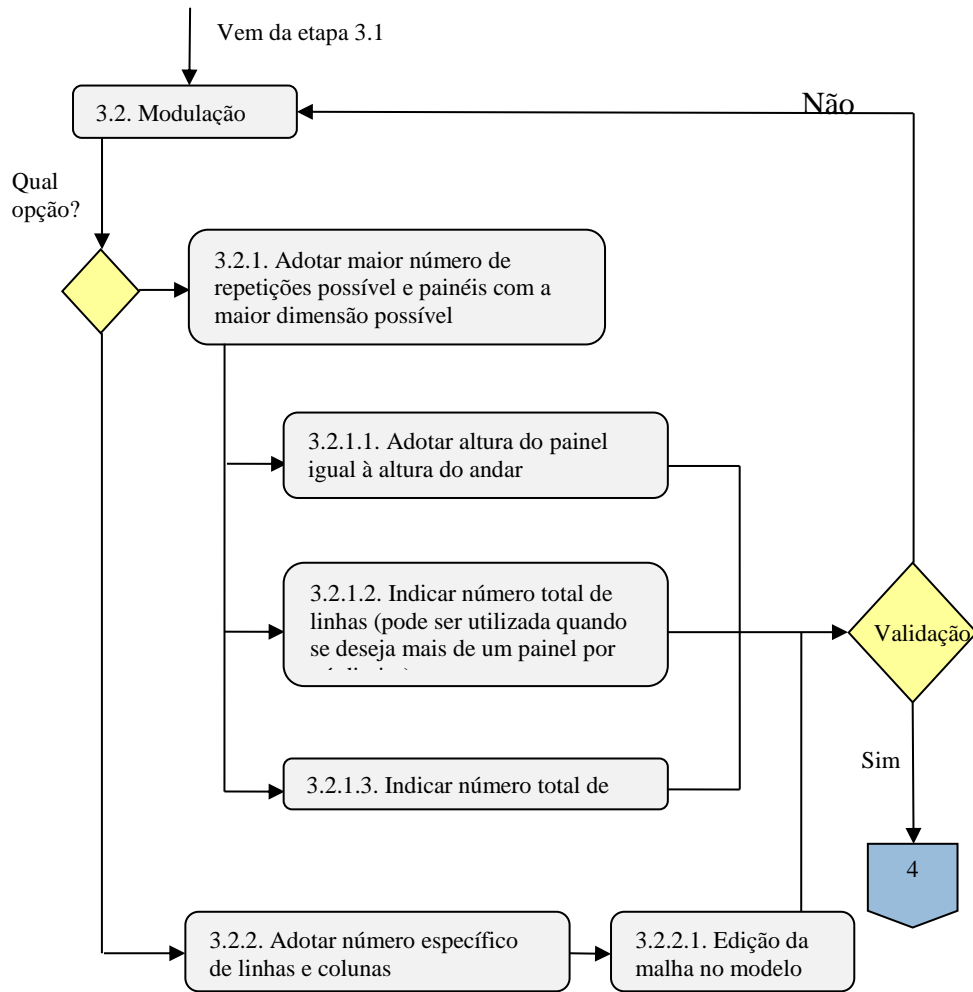 Vem da etapa 3.1
3.2. Modulação
Não
Qual
opção?
3.2.1. Adotar maior número de
repetições possível e painéis com a
maior dimensão possível
3.2.1.1. Adotar altura do painel
igual à altura do andar
3.2.1.2. Indicar número total de
linhas (pode ser utilizada quando
se deseja mais de um painel por
Validação
Sim
3.2.1.3. Indicar número total de
4
3.2.2. Adotar número específico
de linhas e colunas
3.2.2.1. Edição da
malha no modelo